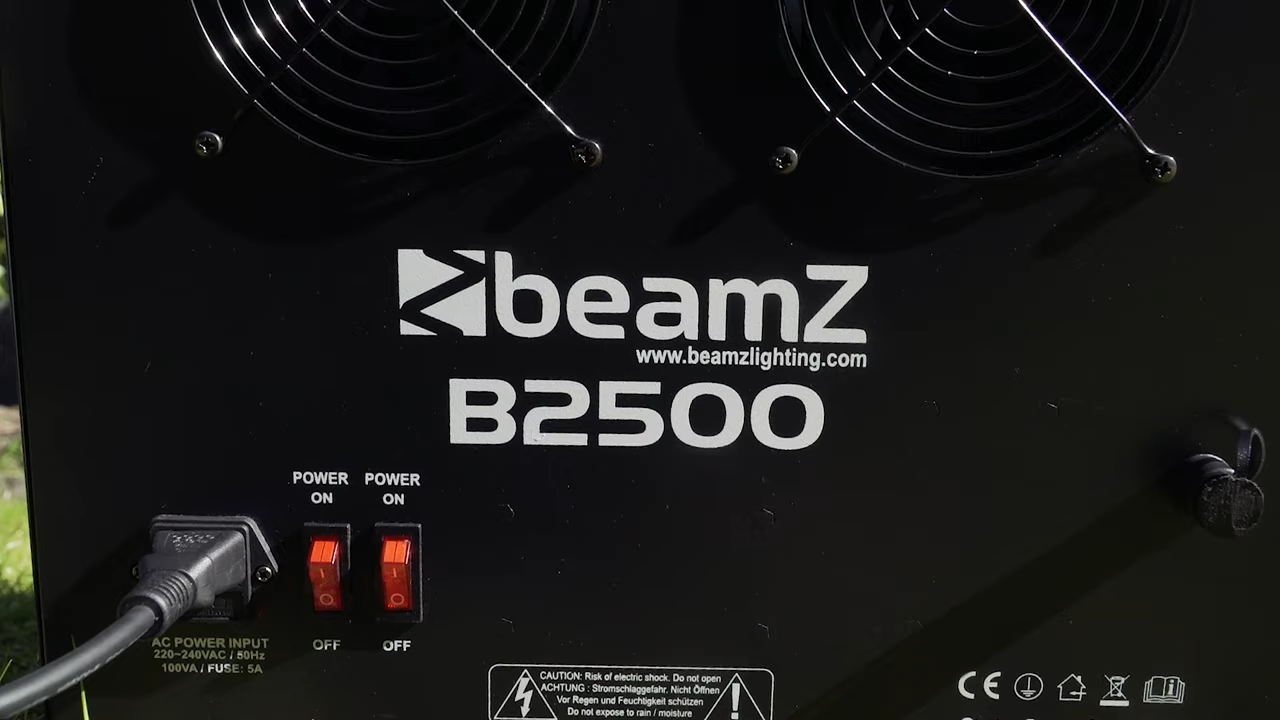 beamZ
www.beamzlighting.com
B2500
POWER ON
POWER ON
OFF
OFF
AC POWER INPUT
220~240VAC / 50Hz
100VA / FUSE: 5A
CAUTION: Risk of electric shock. Do not open
ACHTUNG : Stromschlaggefahr. Nicht Öffnen
Vor Regen und Feuchtigkeit schützen
Do not expose to rain / moisture
CE